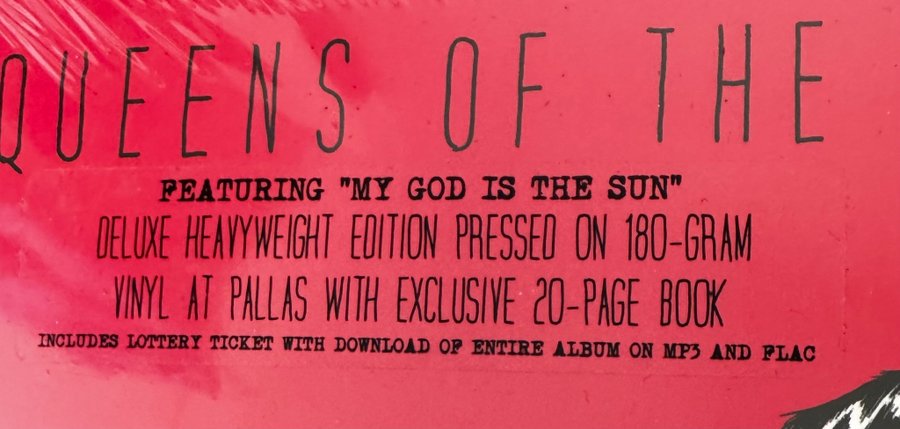 QUEENS OF THE
FEATURING "MY GOD IS THE SUN"
DELUXE HEAVYWEIGHT EDITION PRESSED ON 180-GRAM
VINYL AT PALLAS WITH EXCLUSIVE 20-PAGE BOOK
INCLUDES LOTTERY TICKET WITH DOWNLOAD OF ENTIRE ALBUM ON MP3 AND FLAC